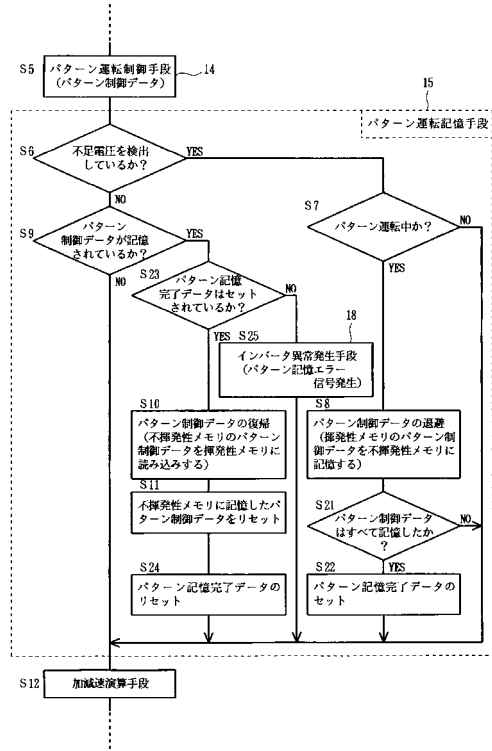 S5
パターン運転制御手段
(パターン制御データ)
14
15
パターン運転記憶手段
S6
不足電圧を検出
しているか?
YES
NO
S7
パターン運転中か?
NO
YES
S9
パターン
制御データが記憶
されているか?
YES
NO
S23
パターン記憶
完了データはセット
されているか?
NO
YES
S25
18
インバータ異常発生手段
(パターン記憶エラー
信号発生)
S10
パターン制御データの復帰
(不揮発性メモリのパターン
制御データを揮発性メモリに
読み込みする)
S8
パターン制御データの退避
(揮発性メモリのパターン制
御データを不揮発性メモリに
記憶する)
S11
不揮発性メモリに記憶したパ
ターン制御データをリセット
S21
パターン制御データ
はすべて記憶したか
?
NO
YES
S24
パターン記憶完了データの
リセット
S22
パターン記憶完了データの
セット
S12
加減速演算手段